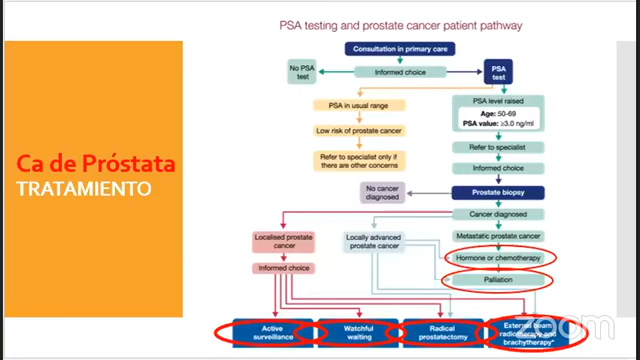 PSA testing and prostate cancer patient pathway
Ca de Próstata
TRATAMIENTO
Consultation in primary care
No PSA
test
Informed choice
PSA
test
PSA in usual range
Low risk of prostate cancer
Refer to specialist only if
there are other concerns
PSA level raised
Age: 50-69
PSA value: ≥3.0 ng/ml
Refer to specialist
Informed choice
No cancer
diagnosed
Prostate biopsy
Cancer diagnosed
Localised prostate
cancer
Locally advanced
prostate cancer
Metastatic prostate cancer
Hormone or chemotherapy
Informed choice
Palliation
Active
surveillance
Watchful
waiting
Radical
prostatectomy
External beam
radiotherapy and
brachytherapy*
zoom